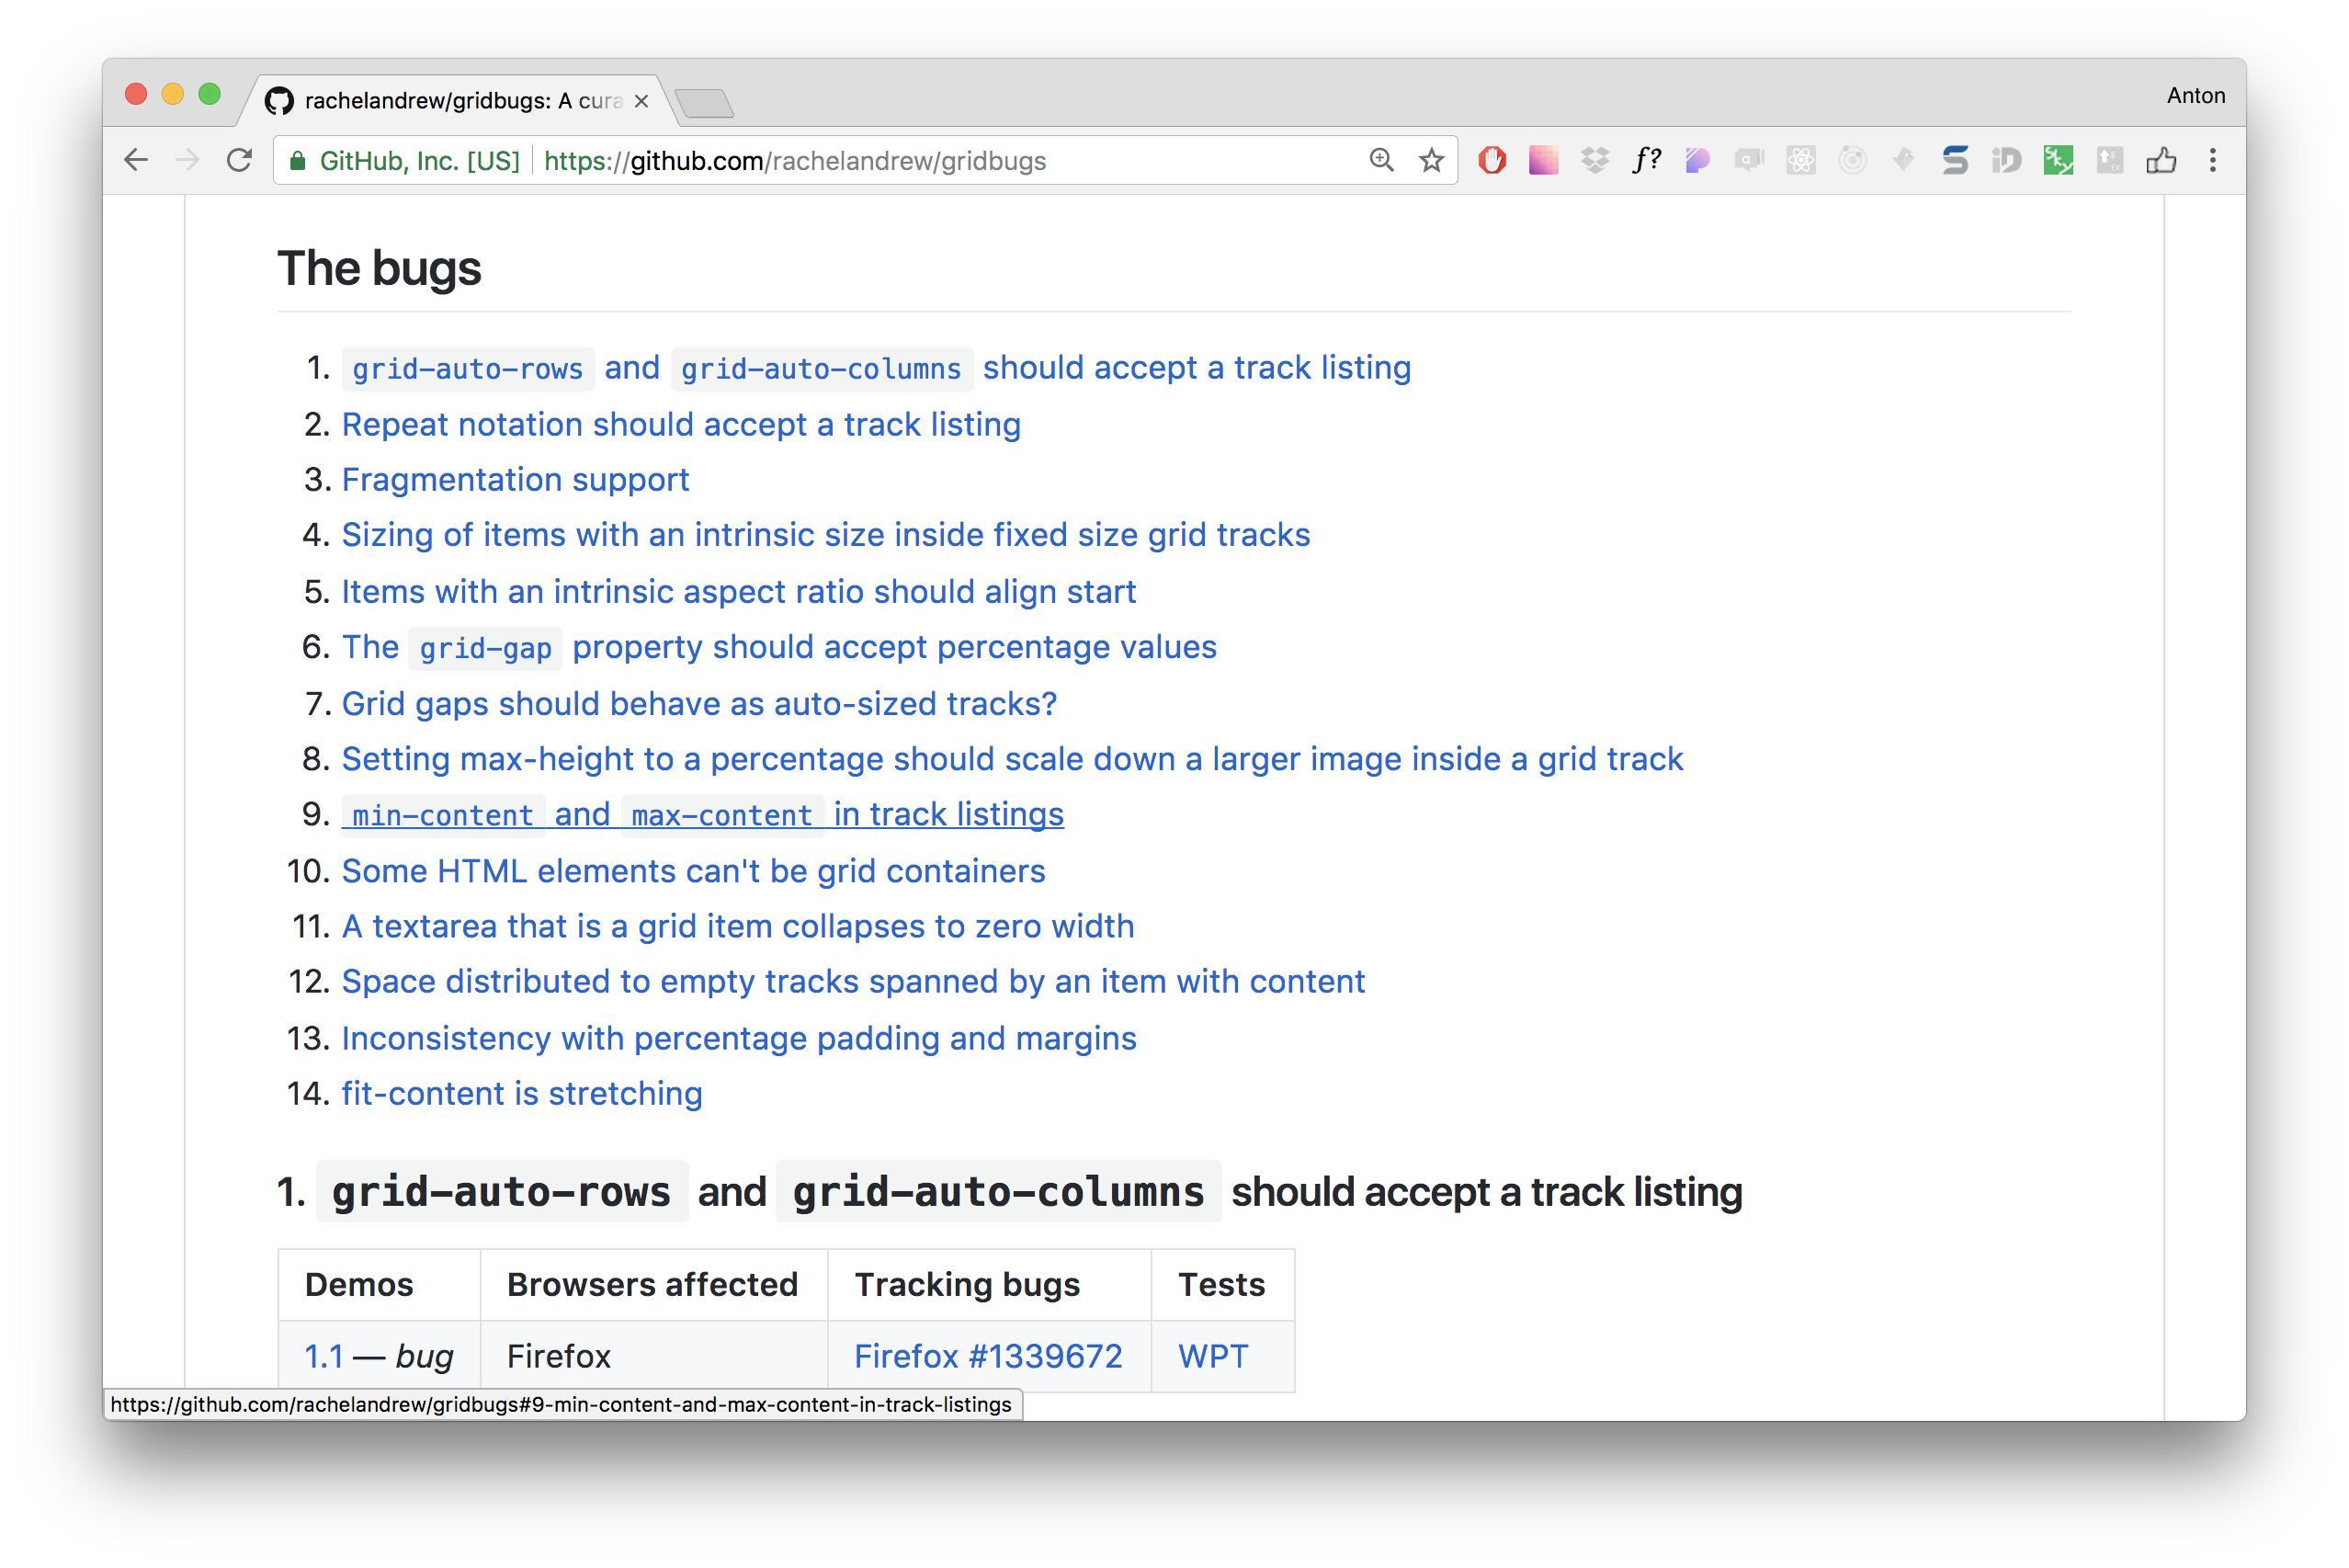 rachelandrew/gridbugs: A cura
Anton
GitHub, Inc. [US] https://github.com/rachelandrew/gridbugs
The bugs
1. grid-auto-rows and grid-auto-columns should accept a track listing
2. Repeat notation should accept a track listing
3. Fragmentation support
4. Sizing of items with an intrinsic size inside fixed size grid tracks
5. Items with an intrinsic aspect ratio should align start
6. The grid-gap property should accept percentage values
7. Grid gaps should behave as auto-sized tracks?
8. Setting max-height to a percentage should scale down a larger image inside a grid track
9. min-content and max-content in track listings
10. Some HTML elements can't be grid containers
11. A textarea that is a grid item collapses to zero width
12. Space distributed to empty tracks spanned by an item with content
13. Inconsistency with percentage padding and margins
14. fit-content is stretching
1. grid-auto-rows and grid-auto-columns should accept a track listing
Demos Browsers affected Tracking bugs Tests
1.1 — bug Firefox Firefox #1339672 WPT
https://github.com/rachelandrew/gridbugs#9-min-content-and-max-content-in-track-listings